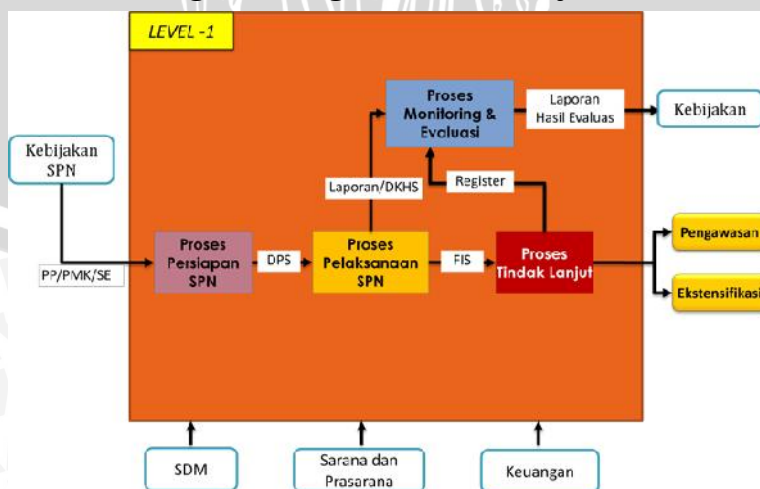 LEVEL -1
Proses
Monitoring &
Evaluasi
Laporan
Hasil Evaluas
Kebijakan
Kebijakan
SPN
Laporan/DKHS
Register
PP/PMK/SE
Proses
Persiapan
SPN
DPS
Proses
Pelaksanaan
SPN
FIS
Proses
Tindak Lanjut
Pengawasan
Ekstensifikasi
SDM
Sarana dan
Prasarana
Keuangan